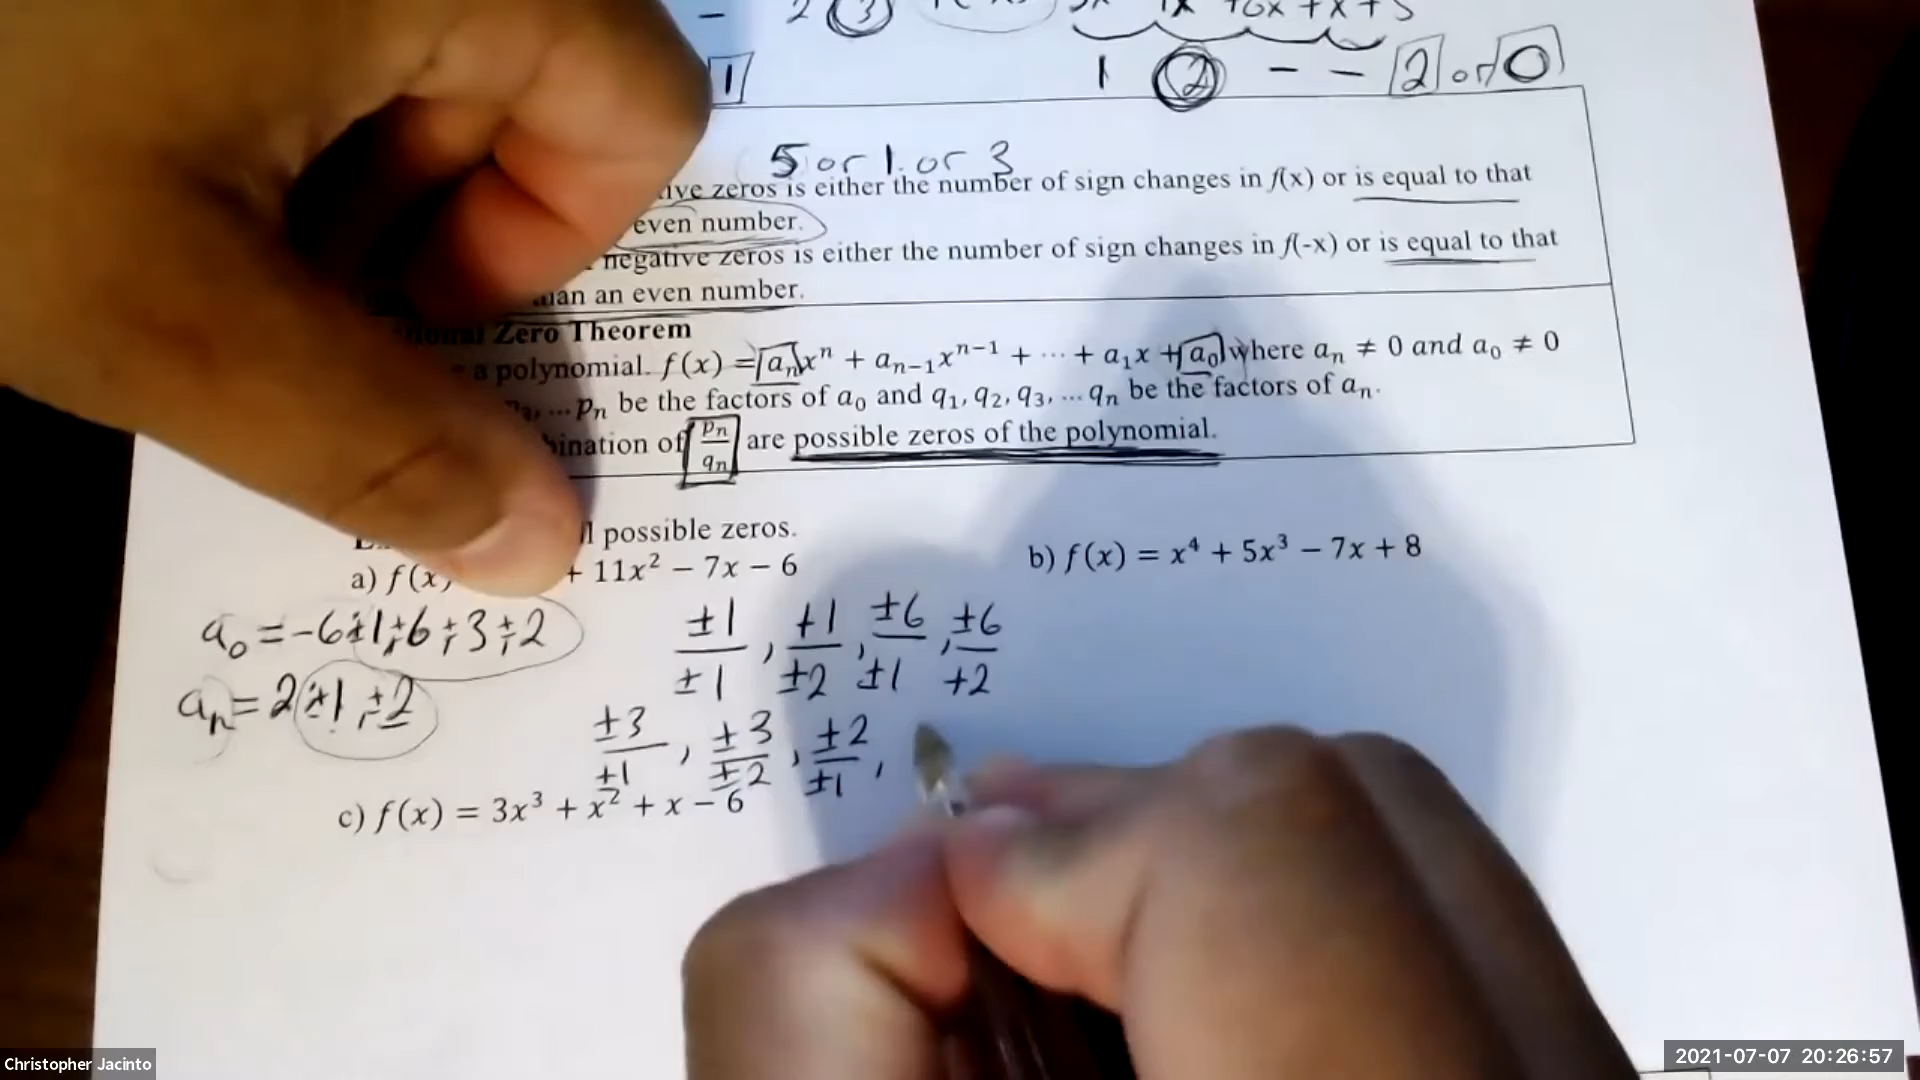 - 2 3
1 1 2 - - 2 or 0
5 or 1 or 3
zeros is either the number of sign changes in f(x) or is equal to that
even number.
negative zeros is either the number of sign changes in f(-x) or is equal to that
an even number.
Zero Theorem
a polynomial. f(x) = aₙxⁿ + aₙ₋₁xⁿ⁻¹ + ⋯ + a₁x + a₀ where aₙ ≠ 0 and a₀ ≠ 0
... pₙ be the factors of a₀ and q₁, q₂, q₃, ... qₙ be the factors of aₙ.
of pₙ/qₙ are possible zeros of the polynomial.
possible zeros.
a) f(x) + 11x² − 7x − 6
b) f(x) = x⁴ + 5x³ − 7x + 8
a₀ = -6 ±1, ±6, ±3, ±2
±1/±1, ±1/±2, ±6/±1, ±6/±2
aₙ = 2 ±1, ±2
±3/±1, ±3/±2, ±2/±1,
c) f(x) = 3x³ + x² + x − 6
Christopher Jacinto
2021-07-07 20:26:57